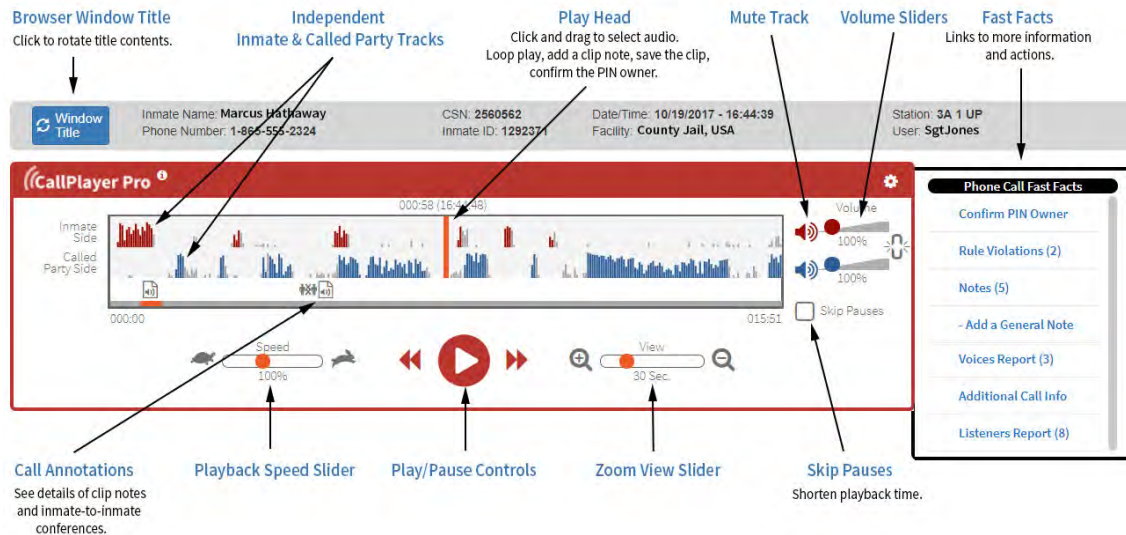 Browser Window Title
Click to rotate title contents.
Independent
Inmate & Called Party Tracks
Play Head
Click and drag to select audio.
Loop play, add a clip note, save the clip,
confirm the PIN owner.
Mute Track
Volume Sliders
Fast Facts
Links to more information
and actions.
Window
Title
Inmate Name: Marcus Hathaway
Phone Number: 1-865-555-2324
CSN: 2560562
Inmate ID: 1292371
Date/Time: 10/19/2017 - 16:44:39
Facility: County Jail, USA
Station: 3A 1 UP
User: SgtJones
CallPlayer Pro
000:58 (16:44:48)
Inmate
Side
Called
Party Side
000:00
015:51
Volume
100%
100%
Skip Pauses
Speed
100%
View
30 Sec.
Phone Call Fast Facts
Confirm PIN Owner
Rule Violations (2)
Notes (5)
- Add a General Note
Voices Report (3)
Additional Call Info
Listeners Report (8)
Call Annotations
See details of clip notes
and inmate-to-inmate
conferences.
Playback Speed Slider
Play/Pause Controls
Zoom View Slider
Skip Pauses
Shorten playback time.